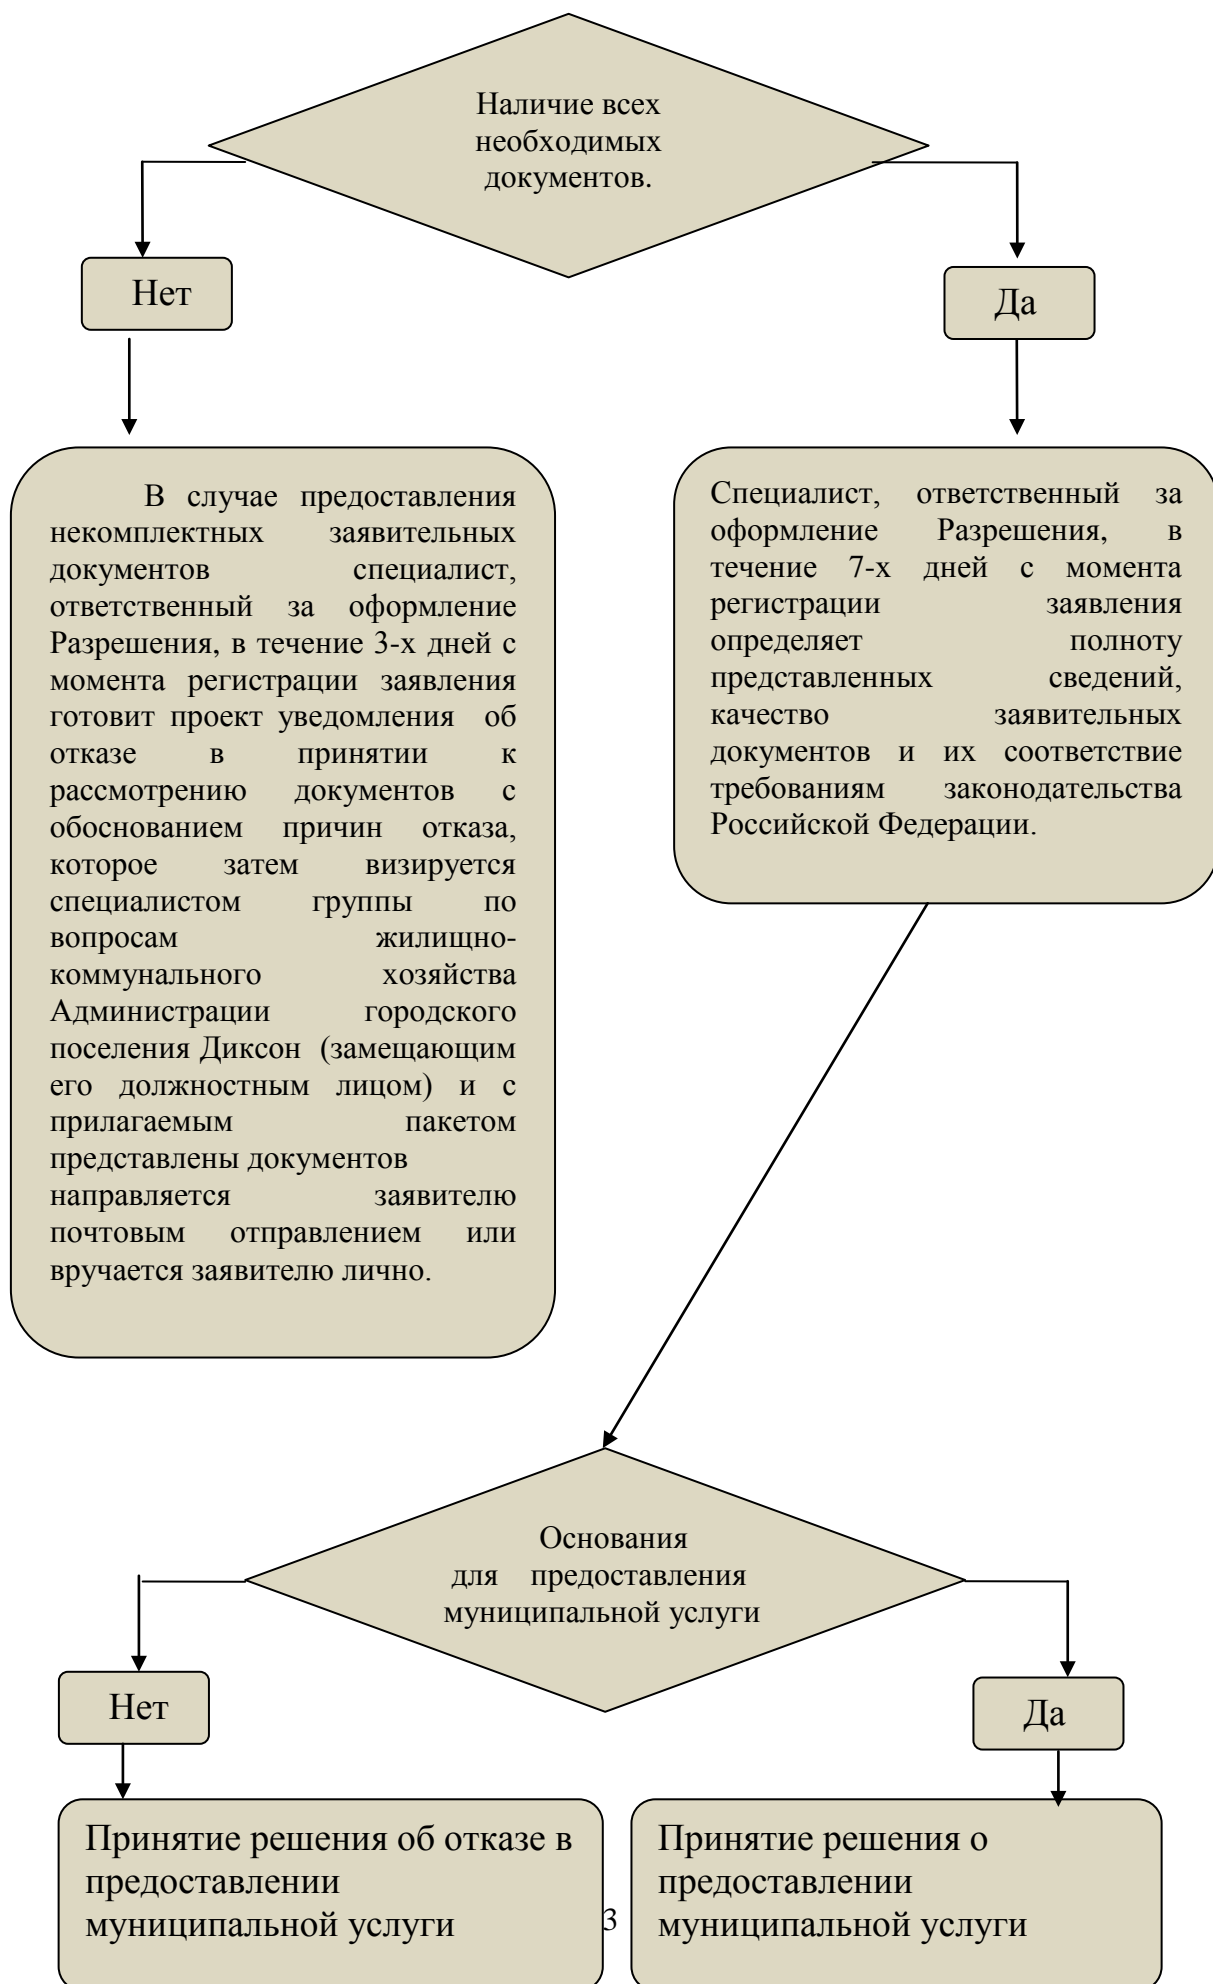 Наличие всех
необходимых
документов.
Нет
Да
В случае предоставления
некомплектных заявительных
документов специалист,
ответственный за оформление
Разрешения, в течение 3-х дней с
момента регистрации заявления
готовит проект уведомления об
отказе в принятии к
рассмотрению документов с
обоснованием причин отказа,
которое затем визируется
специалистом группы по
вопросам жилищно-
коммунального хозяйства
Администрации городского
поселения Диксон (замещающим
его должностным лицом) и с
прилагаемым пакетом
представлены документов
направляется заявителю
почтовым отправлением или
вручается заявителю лично.
Специалист, ответственный за
оформление Разрешения, в
течение 7-х дней с момента
регистрации заявления
определяет полноту
представленных сведений,
качество заявительных
документов и их соответствие
требованиям законодательства
Российской Федерации.
Основания
для предоставления
муниципальной услуги
Нет
Да
Принятие решения об отказе в
предоставлении
муниципальной услуги
3
Принятие решения о
предоставлении
муниципальной услуги